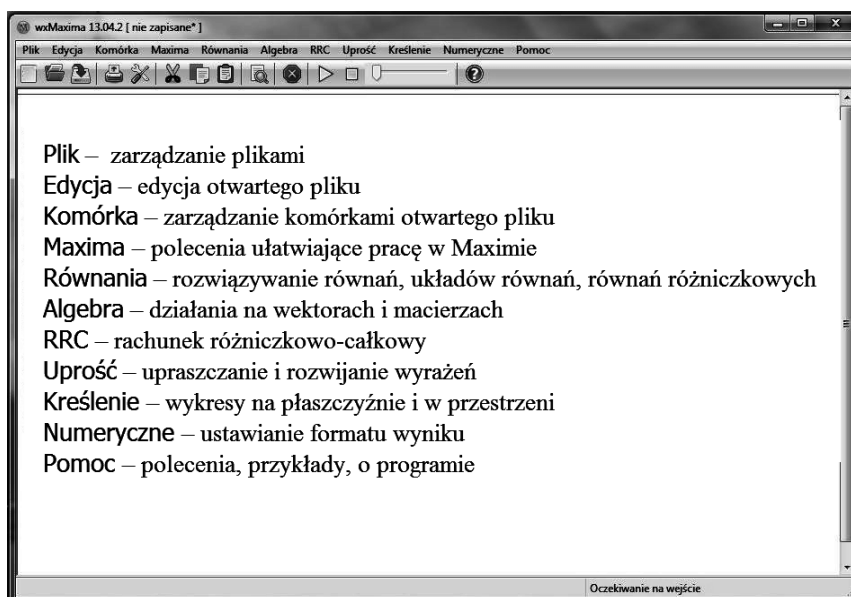 wxMaxima 13.04.2 [ nie zapisane* ]
Plik Edycja Komórka Maxima Równania Algebra RRC Uprość Kreślenie Numeryczne Pomoc
Plik – zarządzanie plikami
Edycja – edycja otwartego pliku
Komórka – zarządzanie komórkami otwartego pliku
Maxima – polecenia ułatwiające pracę w Maximie
Równania – rozwiązywanie równań, układów równań, równań różniczkowych
Algebra – działania na wektorach i macierzach
RRC – rachunek różniczkowo-całkowy
Uprość – upraszczanie i rozwijanie wyrażeń
Kreślenie – wykresy na płaszczyźnie i w przestrzeni
Numeryczne – ustawianie formatu wyniku
Pomoc – polecenia, przykłady, o programie
Oczekiwanie na wejście